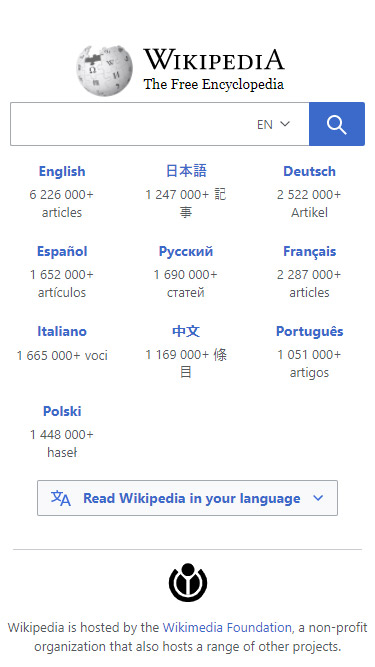 WIKIPEDIA
The Free Encyclopedia
EN
English
6 226 000+
articles
日本語
1 247 000+ 記
事
Deutsch
2 522 000+
Artikel
Español
1 652 000+
artículos
Русский
1 690 000+
статей
Français
2 287 000+
articles
Italiano
1 665 000+ voci
中文
1 169 000+ 條
目
Português
1 051 000+
artigos
Polski
1 448 000+
haseł
Read Wikipedia in your language
Wikipedia is hosted by the Wikimedia Foundation, a non-profit
organization that also hosts a range of other projects.